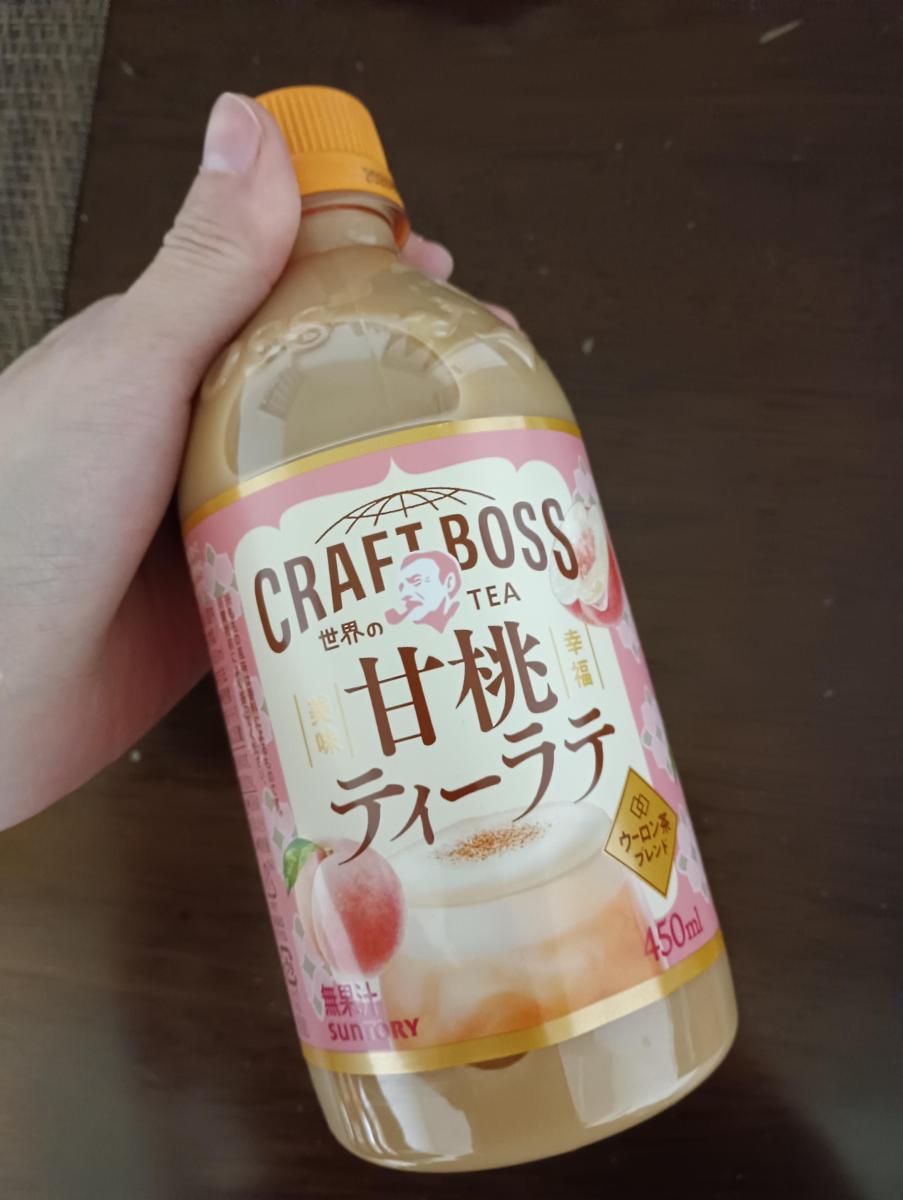 CRAFT BOSS
TEA
世界の
甘桃
幸福
美味
ティーラテ
ウーロン茶
ブレンド
450ml
無果汁
SUNTORY